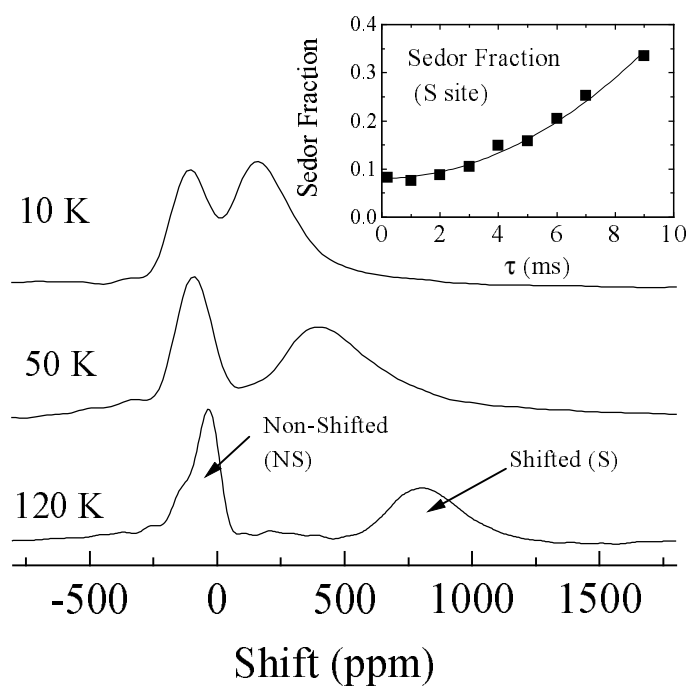 0.4
0.3
0.2
0.1
0.0
Sedor Fraction
Sedor Fraction
(S site)
0 2 4 6 8 10
τ (ms)
10 K
50 K
120 K
Non-Shifted
(NS)
Shifted (S)
-500 0 500 1000 1500
Shift (ppm)